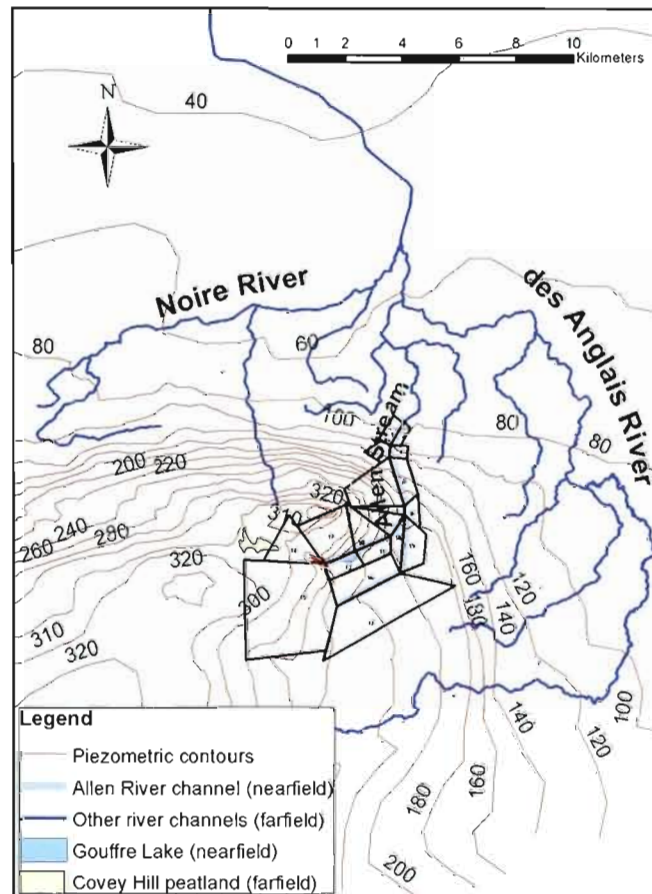 0 1 2 4 6 8 10
Kilometers
N
40
Noire River
des Anglais River
80
60
100
Allen Stream
80
80
200
220
320
310
240
260
280
320
300
160
180
120
140
310
320
100
140
120
160
180
200
Legend
Piezometric contours
Allen River channel (nearfield)
Other river channels (farfield)
Gouffre Lake (nearfield)
Covey Hill peatland (farfield)